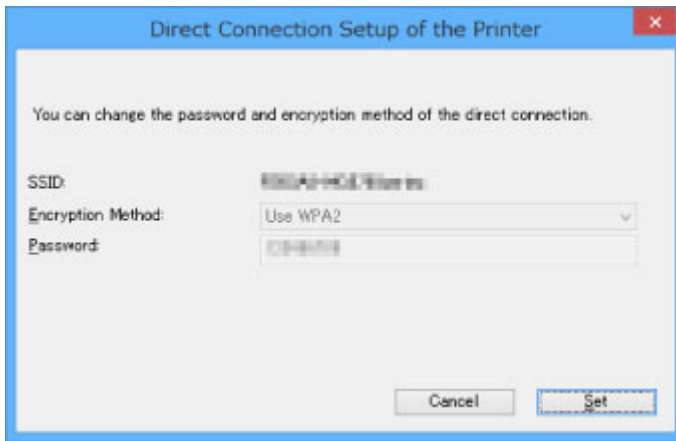 Direct Connection Setup of the Printer
You can change the password and encryption method of the direct connection.
SSID:
Encryption Method: Use WPA2
Password:
Cancel Set